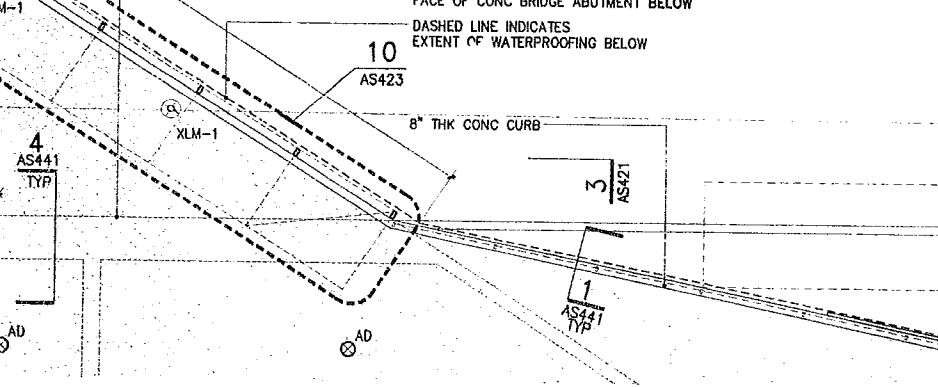 FACE OF CONC BRIDGE ABUTMENT BELOW
DASHED LINE INDICATES
EXTENT OF WATERPROOFING BELOW
10
AS423
XLM-1
8" THK CONC CURB
4
AS441
TYP
3
AS421
1
AS441
TYP
AD
AD